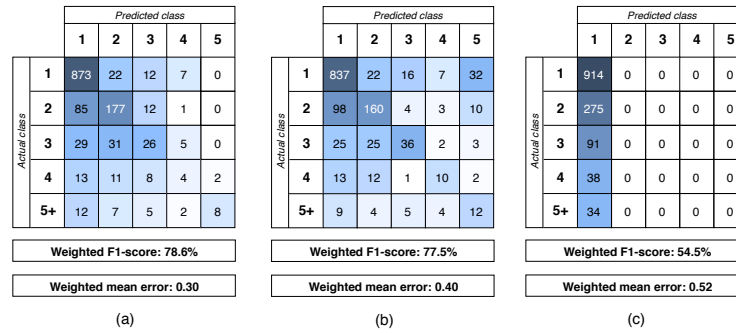 Predicted class
1 2 3 4 5
Actual class
1 873 22 12 7 0
2 85 177 12 1 0
3 29 31 26 5 0
4 13 11 8 4 2
5+ 12 7 5 2 8
Weighted F1-score: 78.6%
Weighted mean error: 0.30
(a)
Predicted class
1 2 3 4 5
Actual class
1 837 22 16 7 32
2 98 160 4 3 10
3 25 25 36 2 3
4 13 12 1 10 2
5+ 9 4 5 4 12
Weighted F1-score: 77.5%
Weighted mean error: 0.40
(b)
Predicted class
1 2 3 4 5
Actual class
1 914 0 0 0 0
2 275 0 0 0 0
3 91 0 0 0 0
4 38 0 0 0 0
5+ 34 0 0 0 0
Weighted F1-score: 54.5%
Weighted mean error: 0.52
(c)